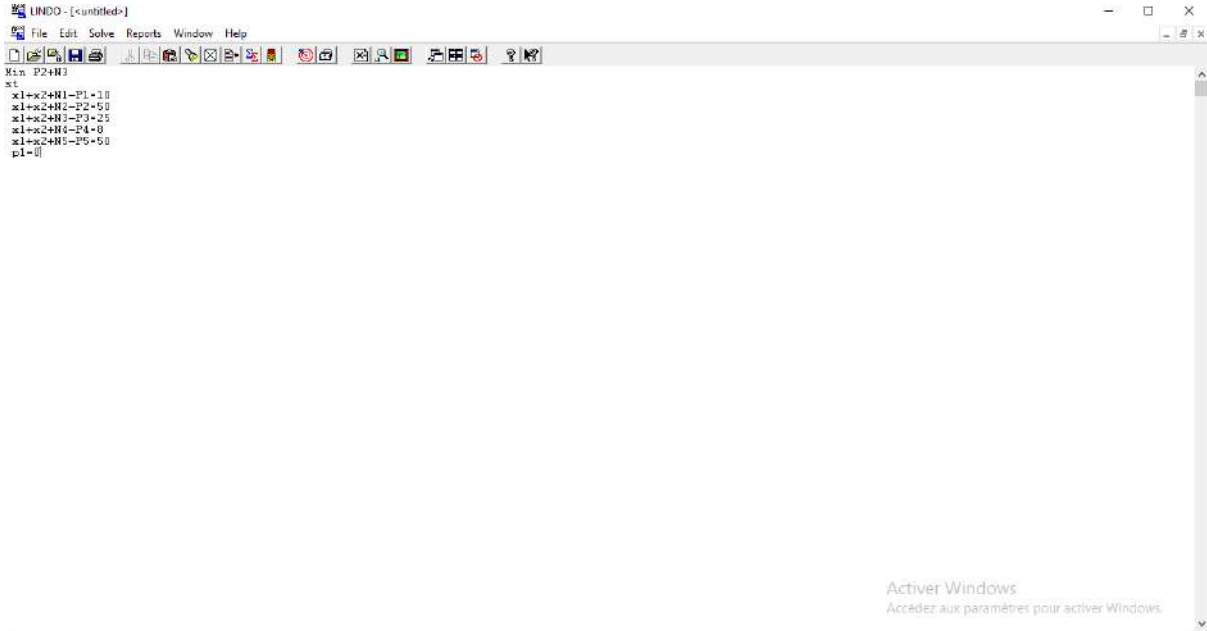 LINDO - [<untitled>]
File Edit Solve Reports Window Help
Min P2+N3
st
x1+x2+N1-P1=10
x1+x2+N2-P2=50
x1+x2+N3-P3=25
x1+x2+N4-P4=8
x1+x2+N5-P5=50
p1=0
Activer Windows
Accédez aux paramètres pour activer Windows.